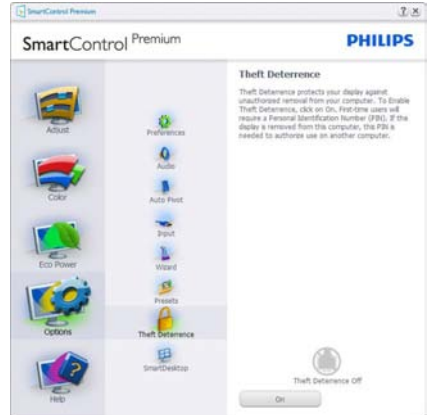 SmartControl Premium
? X
SmartControl Premium
PHILIPS
Adjust
Color
Eco Power
Options
Help
Preferences
Audio
Auto Pivot
Input
Wizard
Presets
Theft Deterrence
SmartDesktop
Theft Deterrence
Theft Deterrence protects your display against
unauthorized removal from your computer. To Enable
Theft Deterrence, click on On. First-time users will
require a Personal Identification Number (PIN). If the
display is removed from this computer, this PIN is
needed to authorize use on another computer.
Theft Deterrence Off
On